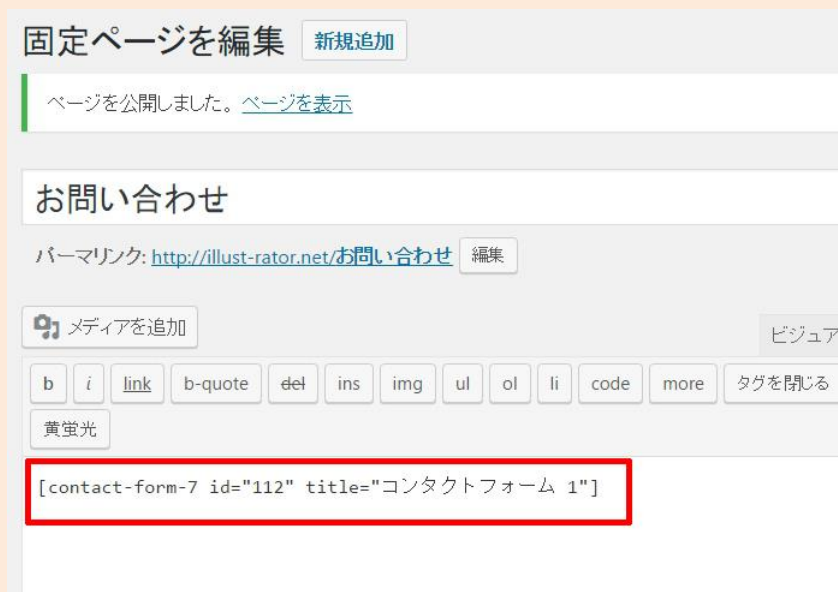 固定ページを編集 新規追加
ページを公開しました。ページを表示
お問い合わせ
パーマリンク: http://illust-rator.net/お問い合わせ 編集
メディアを追加
ビジュア
b i link b-quote del ins img ul ol li code more タグを閉じる
黄蛍光
[contact-form-7 id="112" title="コンタクトフォーム 1"]